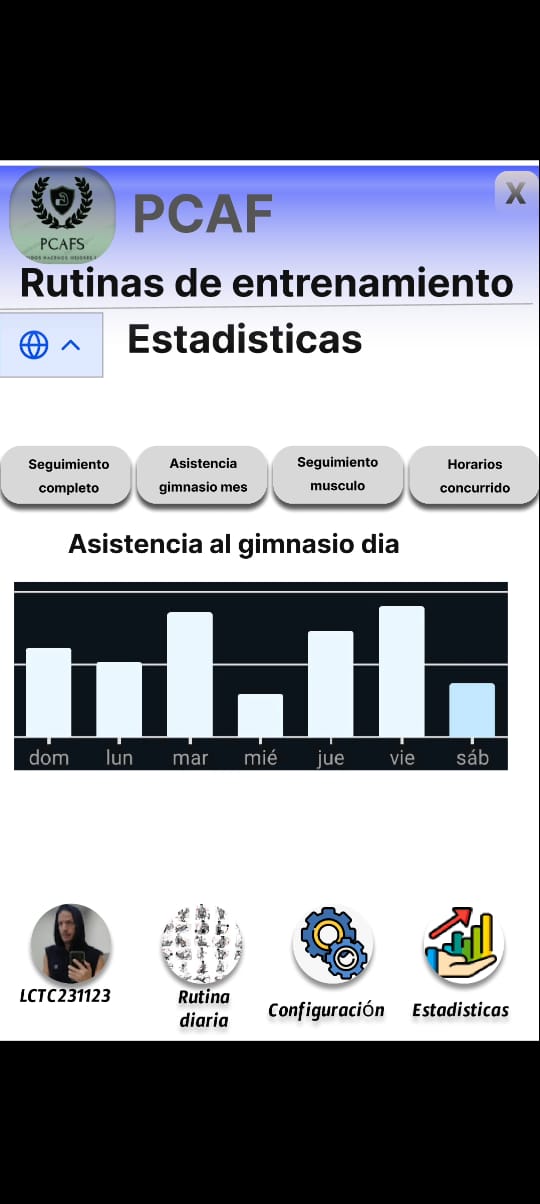 PCAFS
PCAF
X
Rutinas de entrenamiento
Estadisticas
Seguimiento
completo
Asistencia
gimnasio mes
Seguimiento
musculo
Horarios
concurrido
Asistencia al gimnasio dia
dom lun mar mié jue vie sáb
LCTC231123
Rutina
diaria
Configuración
Estadisticas